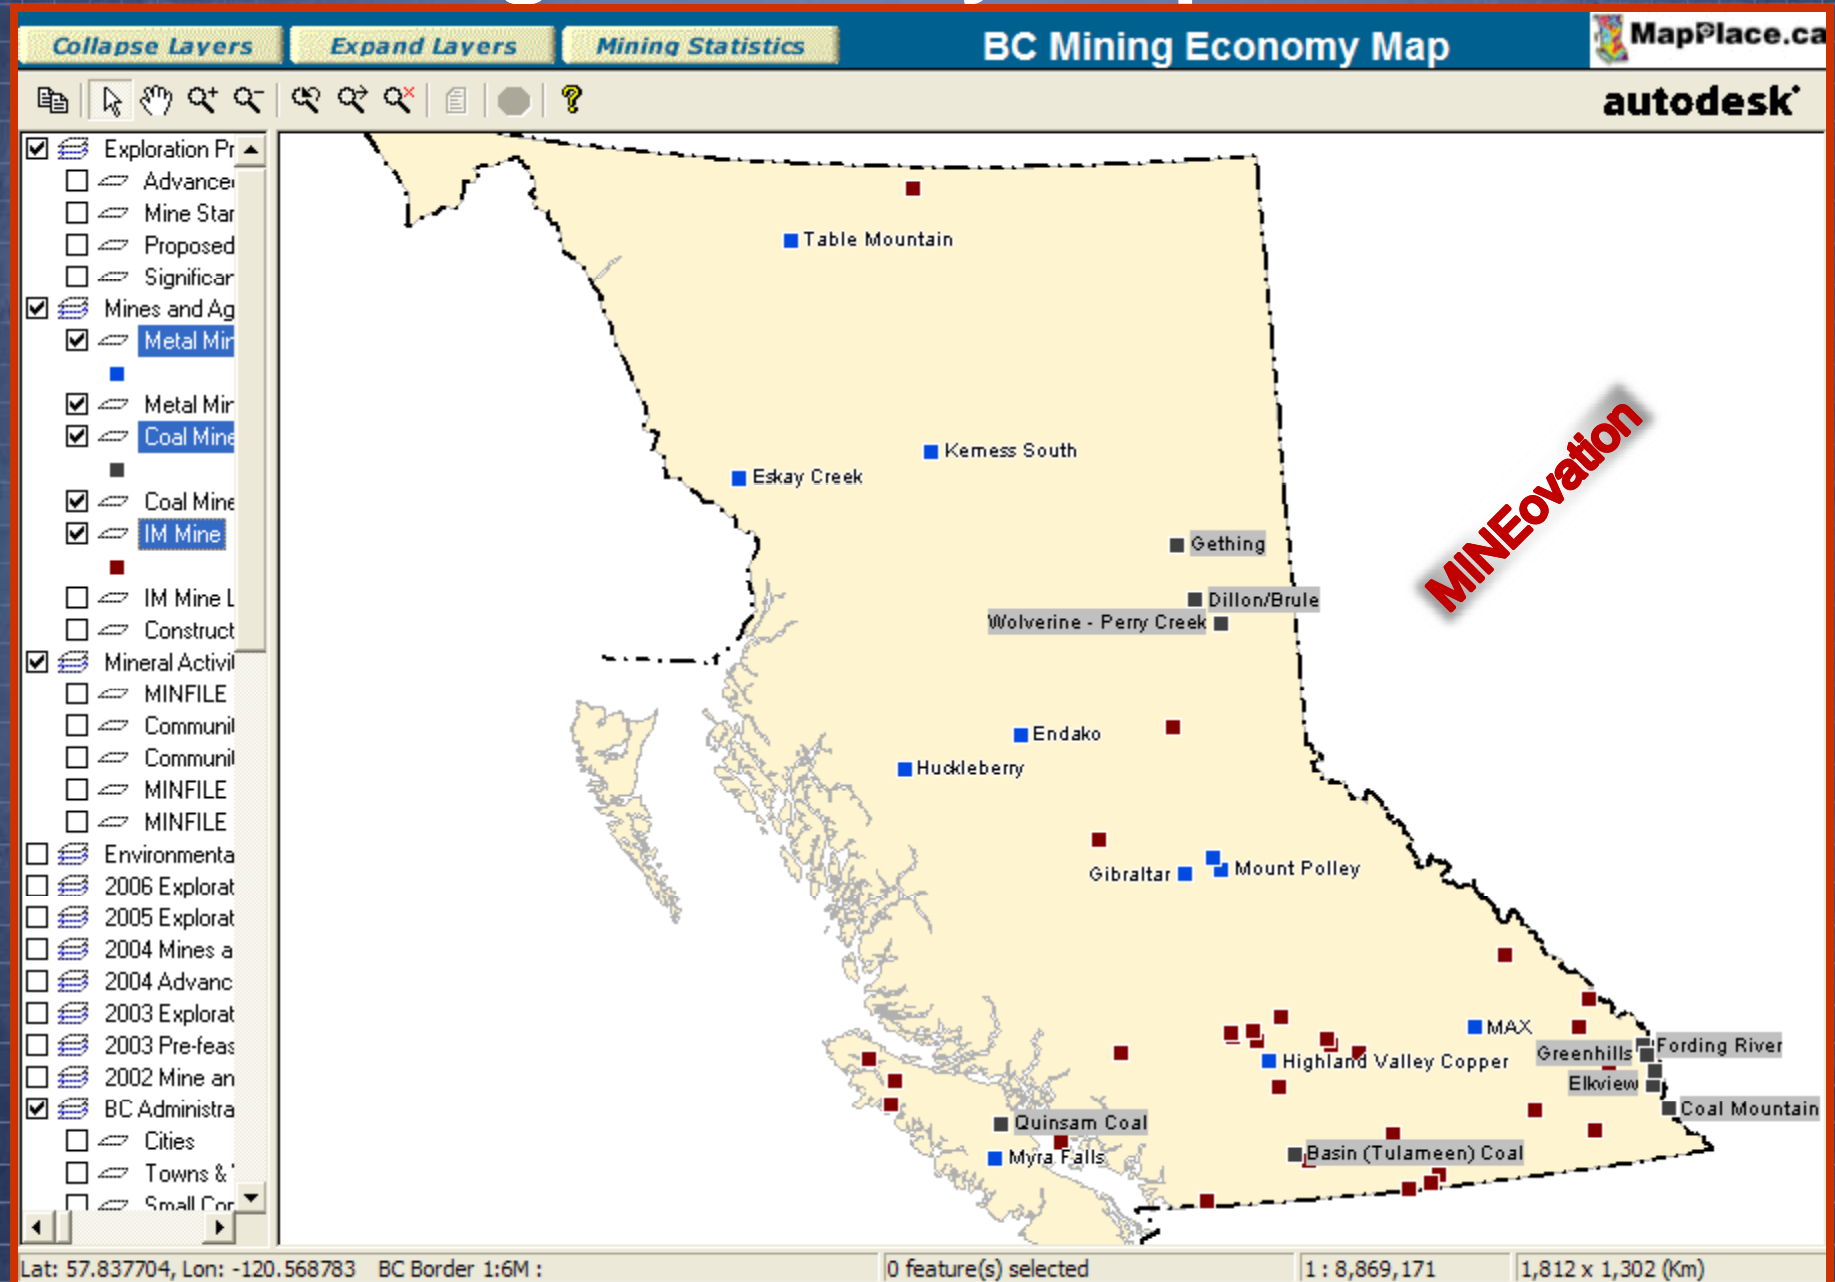 Collapse Layers
Expand Layers
Mining Statistics
BC Mining Economy Map
MapPlace.ca
autodesk
Exploration Pr
Advance
Mine Star
Proposed
Significar
Mines and Ag
Metal Mir
Metal Mir
Coal Mine
Coal Mine
IM Mine
IM Mine L
Construct
Mineral Activi
MINFILE
Communi
Communi
MINFILE
MINFILE
Environmenta
2006 Explorat
2005 Explorat
2004 Mines a
2004 Advanc
2003 Explorat
2003 Pre-feas
2002 Mine an
BC Administra
Cities
Towns &
Small Cor
Table Mountain
Kemess South
Eskay Creek
Gething
Dillon/Brule
Wolverine - Perry Creek
MINEovation
Endako
Huckleberry
Gibraltar
Mount Polley
MAX
Highland Valley Copper
Fording River
Greenhills
Elkview
Coal Mountain
Quinsam Coal
Myra Falls
Basin (Tulameen) Coal
Lat: 57.837704, Lon: -120.568783 BC Border 1:6M :
0 feature(s) selected
1 : 8,869,171
1,812 x 1,302 (Km)